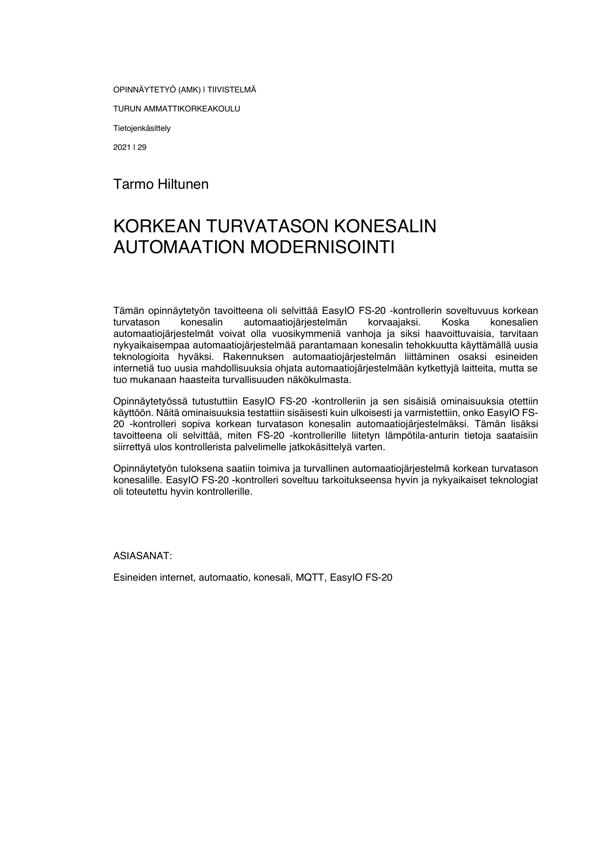 OPINNÄYTETYÖ (AMK) | TIIVISTELMÄ
TURUN AMMATTIKORKEAKOULU
Tietojenkäsittely
2021 | 29
Tarmo Hiltunen
KORKEAN TURVATASON KONESALIN
AUTOMAATION MODERNISOINTI
Tämän opinnäytetyön tavoitteena oli selvittää EasyIO FS-20 -kontrollerin soveltuvuus korkean
turvatason konesalin automaatiojärjestelmän korvaajaksi. Koska konesalien
automaatiojärjestelmät voivat olla vuosikymmeniä vanhoja ja siksi haavoittuvaisia, tarvitaan
nykyaikaisempaa automaatiojärjestelmää parantamaan konesalin tehokkuutta käyttämällä uusia
teknologioita hyväksi. Rakennuksen automaatiojärjestelmän liittäminen osaksi esineiden
internetiä tuo uusia mahdollisuuksia ohjata automaatiojärjestelmään kytkettyjä laitteita, mutta se
tuo mukanaan haasteita turvallisuuden näkökulmasta.
Opinnäytetyössä tutustuttiin EasyIO FS-20 -kontrolleriin ja sen sisäisiä ominaisuuksia otettiin
käyttöön. Näitä ominaisuuksia testattiin sisäisesti kuin ulkoisesti ja varmistettiin, onko EasyIO FS-
20 -kontrolleri sopiva korkean turvatason konesalin automaatiojärjestelmäksi. Tämän lisäksi
tavoitteena oli selvittää, miten FS-20 -kontrollerille liitetyn lämpötila-anturin tietoja saataisiin
siirrettyä ulos kontrollerista palvelimelle jatkokäsittelyä varten.
Opinnäytetyön tuloksena saatiin toimiva ja turvallinen automaatiojärjestelmä korkean turvatason
konesalille. EasyIO FS-20 -kontrolleri soveltuu tarkoitukseensa hyvin ja nykyaikaiset teknologiat
oli toteutettu hyvin kontrollerille.
ASIASANAT:
Esineiden internet, automaatio, konesali, MQTT, EasyIO FS-20